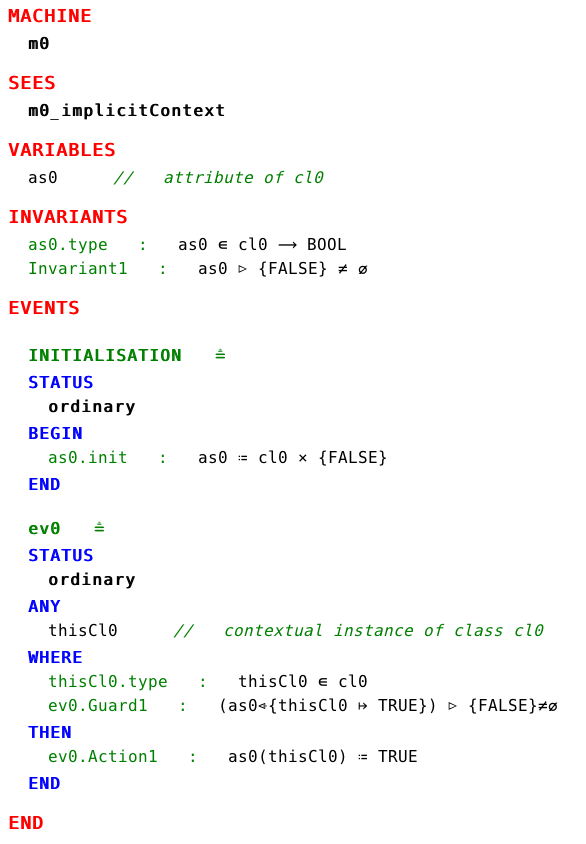 MACHINE
m0
SEES
m0_implicitContext
VARIABLES
as0 // attribute of cl0
INVARIANTS
as0.type : as0 ∈ cl0 → BOOL
Invariant1 : as0 ▷ {FALSE} ≠ ∅
EVENTS
INITIALISATION ≙
STATUS
ordinary
BEGIN
as0.init : as0 ≔ cl0 × {FALSE}
END
ev0 ≙
STATUS
ordinary
ANY
thisCl0 // contextual instance of class cl0
WHERE
thisCl0.type : thisCl0 ∈ cl0
ev0.Guard1 : (as0⩤{thisCl0 ↦ TRUE}) ▷ {FALSE}≠∅
THEN
ev0.Action1 : as0(thisCl0) ≔ TRUE
END
END